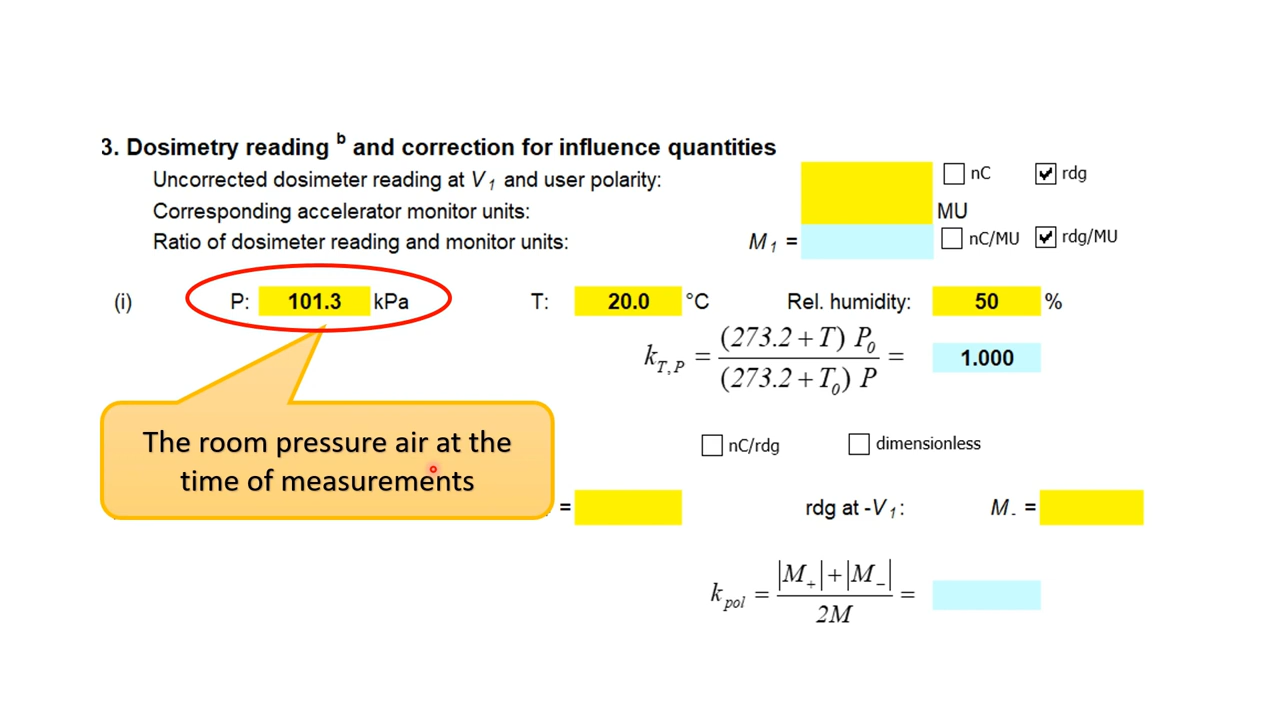 3. Dosimetry reading b and correction for influence quantities
Uncorrected dosimeter reading at V1 and user polarity:
nC
rdg
Corresponding accelerator monitor units:
MU
Ratio of dosimeter reading and monitor units:
M1 =
nC/MU
rdg/MU
(i) P: 101.3 kPa T: 20.0 °C Rel. humidity: 50 %
kT,P = (273.2 + T) P0 / (273.2 + T0) P = 1.000
The room pressure air at the
time of measurements
nC/rdg
dimensionless
= rdg at -V1: M- =
kpol = |M+| + |M-| / 2M =